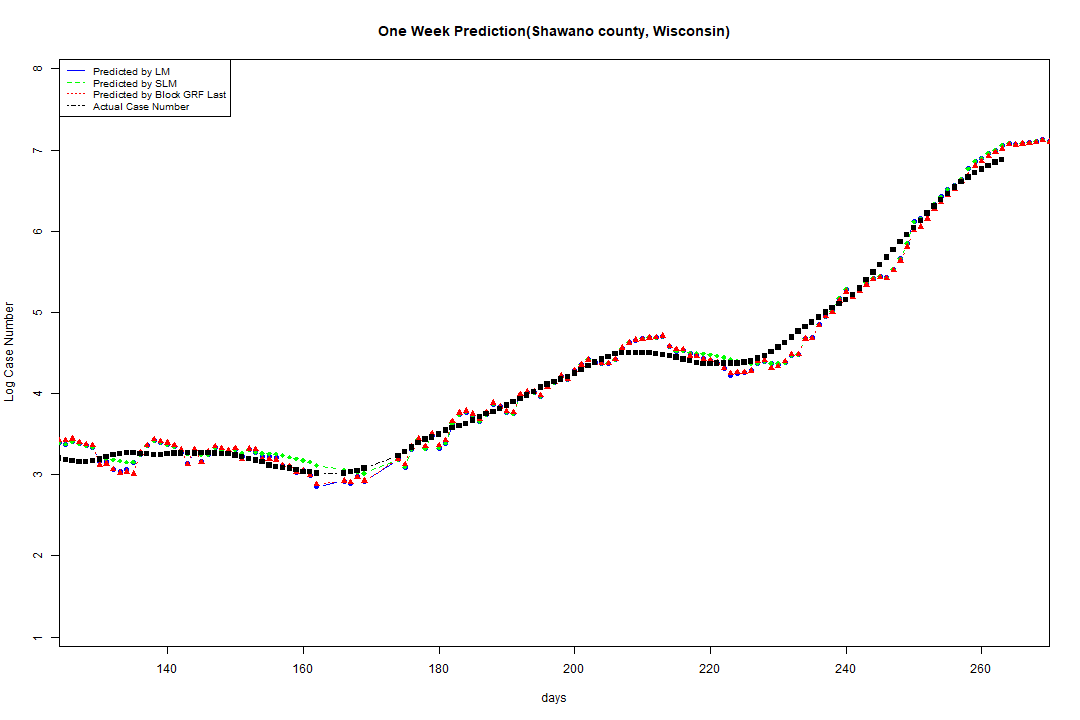 One Week Prediction(Shawano county, Wisconsin)
Predicted by LM
Predicted by SLM
Predicted by Block GRF Last
Actual Case Number
8
7
6
5
4
3
2
1
Log Case Number
140 160 180 200 220 240 260
days